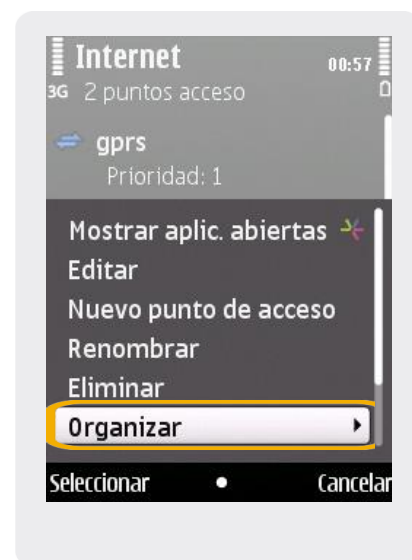 Internet
00:57
3G 2 puntos acceso
gprs
Prioridad: 1
Mostrar aplic. abiertas
Editar
Nuevo punto de acceso
Renombrar
Eliminar
Organizar
Seleccionar
Cancelar